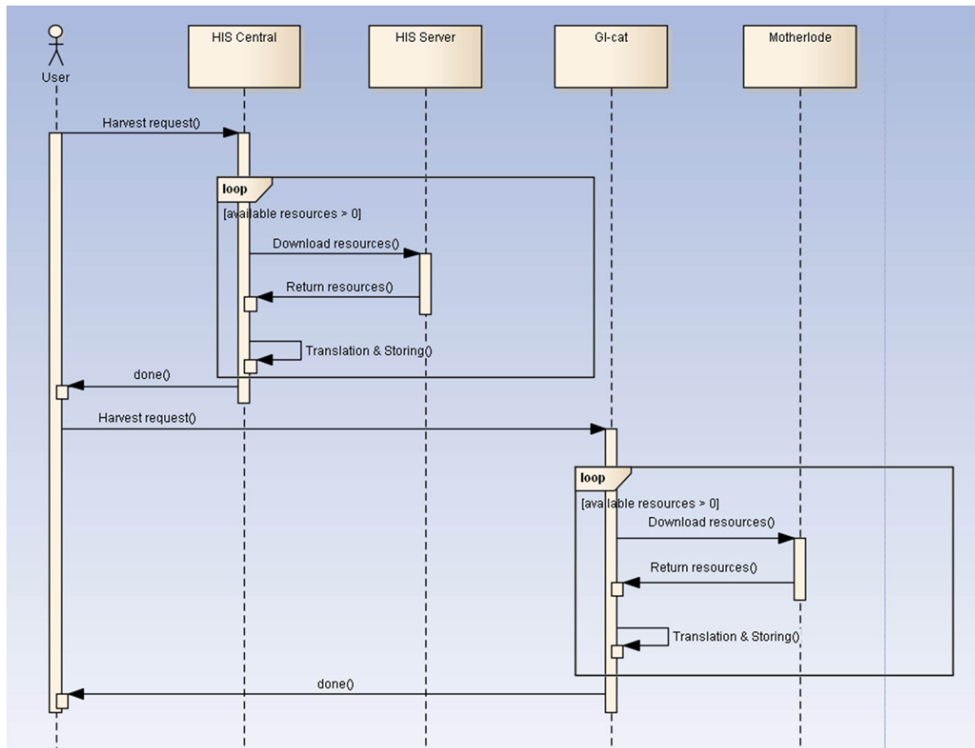 HIS Central
HIS Server
GI-cat
Motherlode
User
Harvest request()
loop
[available resources > 0]
Download resources()
Return resources()
Translation & Storing()
done()
Harvest request()
loop
[available resources > 0]
Download resources()
Return resources()
Translation & Storing()
done()